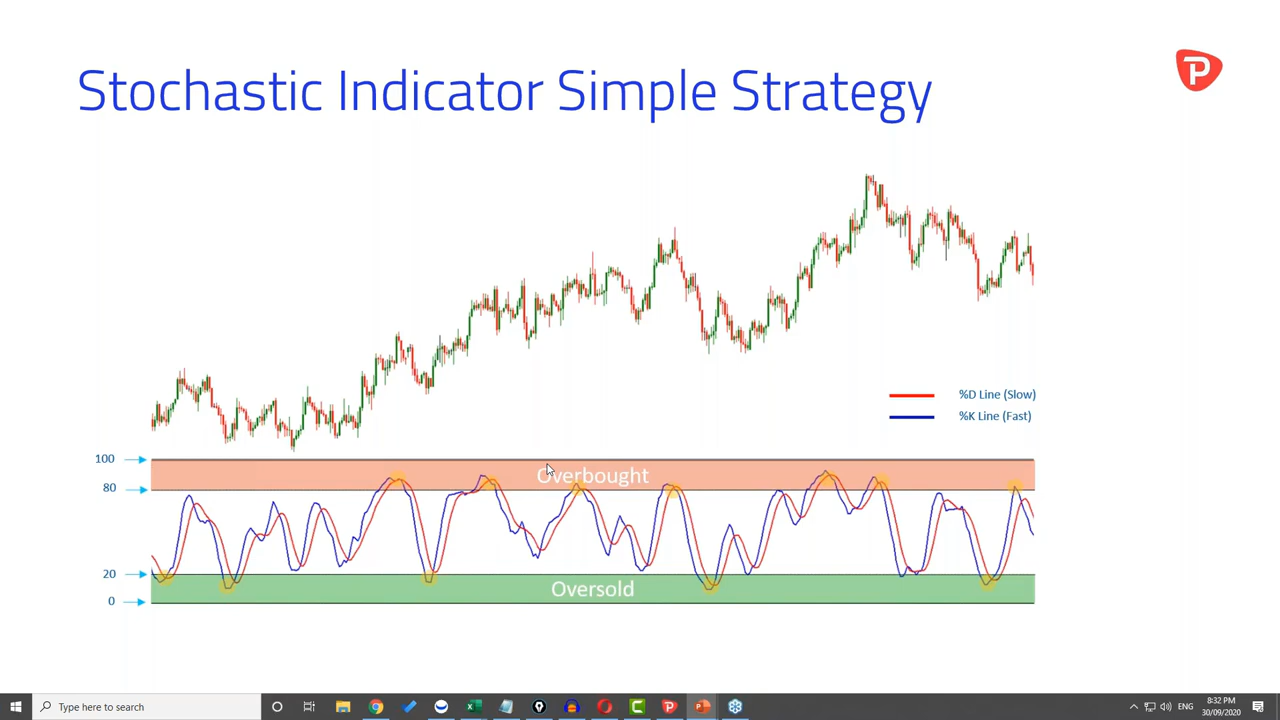 Stochastic Indicator Simple Strategy
P
%D Line (Slow)
%K Line (Fast)
100
Overbought
80
20
Oversold
0
Type here to search
ENG
8:32 PM
30/09/2020